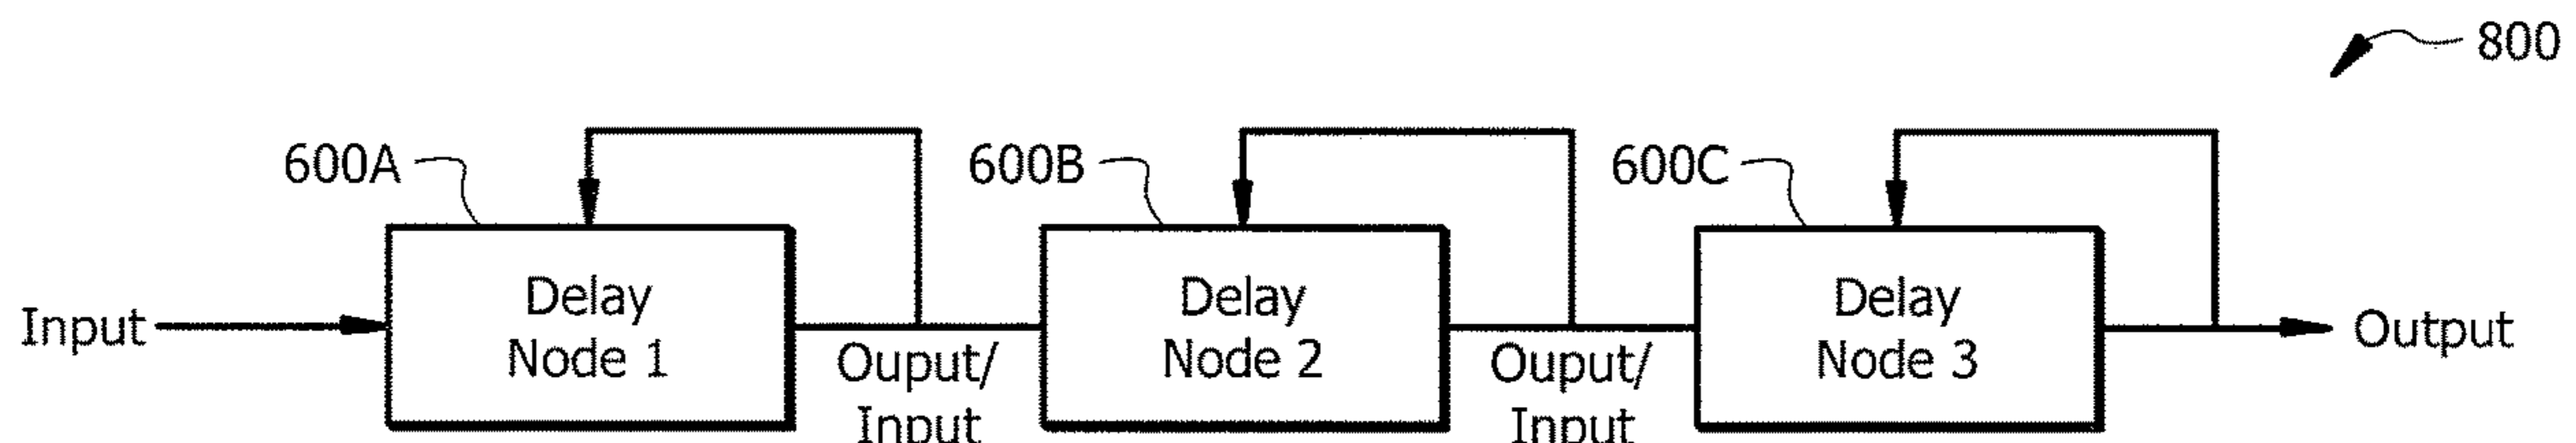 800
600A
600B
600C
Input
Delay
Node 1
Ouput/
Input
Delay
Node 2
Ouput/
Input
Delay
Node 3
Output